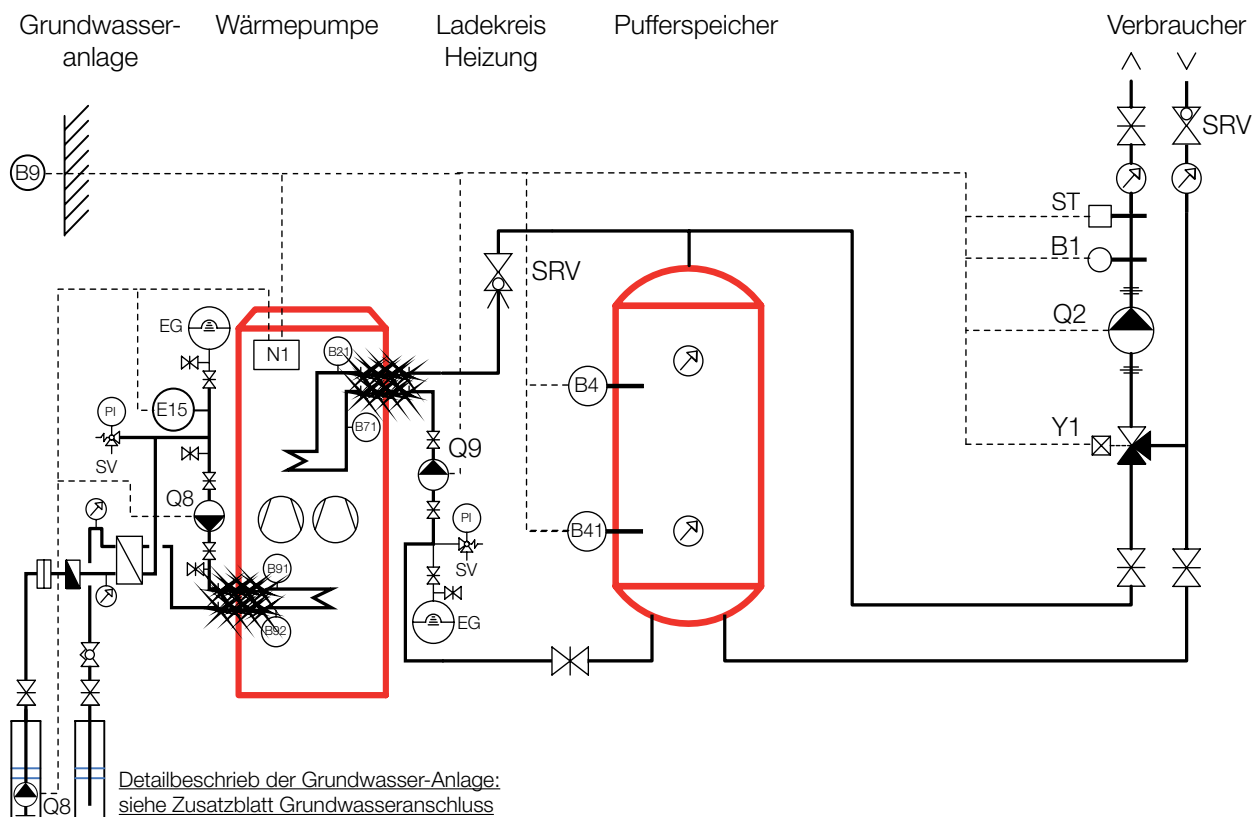 Grundwasser-
anlage
Wärmepumpe
Ladekreis
Heizung
Pufferspeicher
Verbraucher
SRV
B9
ST
B1
SRV
EG
Q2
N1
B21
B4
PI
E15
B71
Y1
SV
Q9
Q8
PI
B41
SV
B91
EG
B92
Detailbeschrieb der Grundwasser-Anlage:
siehe Zusatzblatt Grundwasseranschluss
Q8